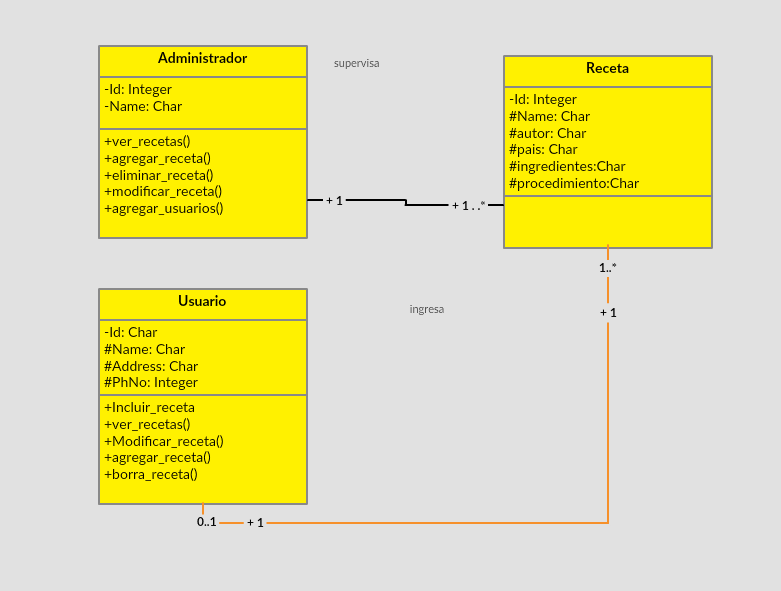 Administrador
-Id: Integer
-Name: Char
+ver_recetas()
+agregar_receta()
+eliminar_receta()
+modificar_receta()
+agregar_usuarios()
supervisa
+ 1
+ 1 . .*
Receta
-Id: Integer
#Name: Char
#autor: Char
#pais: Char
#ingredientes:Char
#procedimiento:Char
1..*
+ 1
Usuario
-Id: Char
#Name: Char
#Address: Char
#PhNo: Integer
+Incluir_receta
+ver_recetas()
+Modificar_receta()
+agregar_receta()
+borra_receta()
ingresa
0..1
+ 1